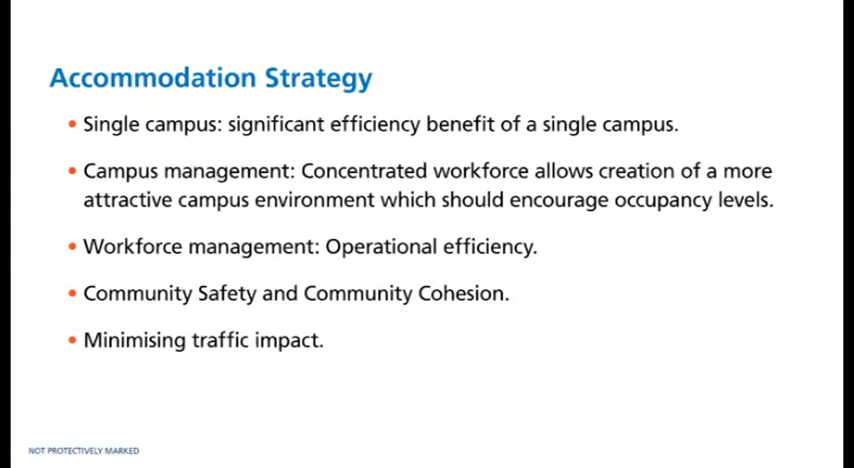 Accommodation Strategy
• Single campus: significant efficiency benefit of a single campus.
• Campus management: Concentrated workforce allows creation of a more
attractive campus environment which should encourage occupancy levels.
• Workforce management: Operational efficiency.
• Community Safety and Community Cohesion.
• Minimising traffic impact.
NOT PROTECTIVELY MARKED